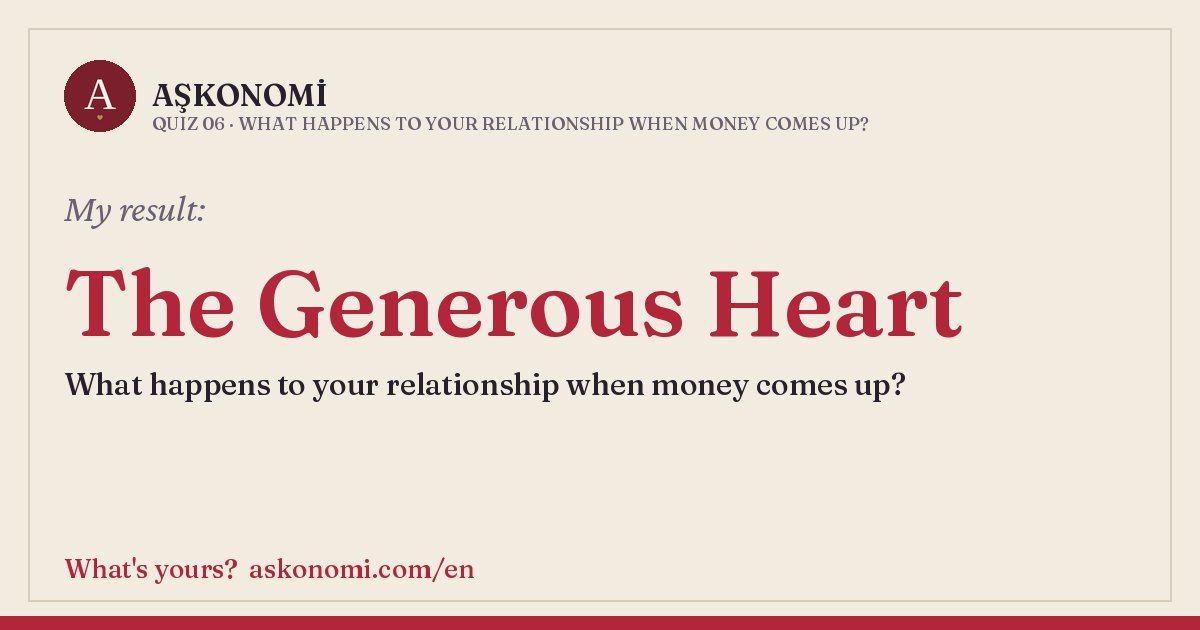 A
AŞKONOMİ
QUIZ 06 · WHAT HAPPENS TO YOUR RELATIONSHIP WHEN MONEY COMES UP?
My result:
The Generous Heart
What happens to your relationship when money comes up?
What's yours? askonomi.com/en